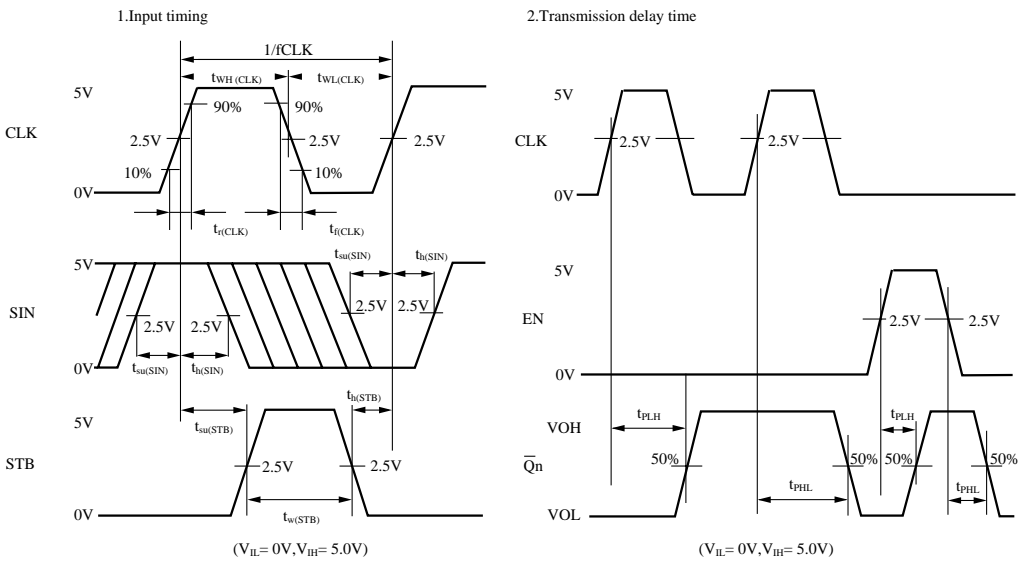 1.Input timing
1/fCLK
tWH (CLK) tWL(CLK)
5V
90% 90%
CLK
2.5V 2.5V 2.5V
10% 10%
0V
tr(CLK) tf(CLK)
tsu(SIN) th(SIN)
5V
SIN
2.5V 2.5V 2.5V 2.5V
0V
tsu(SIN) th(SIN)
th(STB)
5V
tsu(STB)
STB
2.5V 2.5V
0V
tw(STB)
(VIL= 0V,VIH= 5.0V)
2.Transmission delay time
5V
CLK
2.5V 2.5V
0V
5V
EN
2.5V 2.5V
0V
tPLH tPLH
VOH
Q̅n
50% 50% 50% 50%
tPHL tPHL
VOL
(VIL= 0V,VIH= 5.0V)